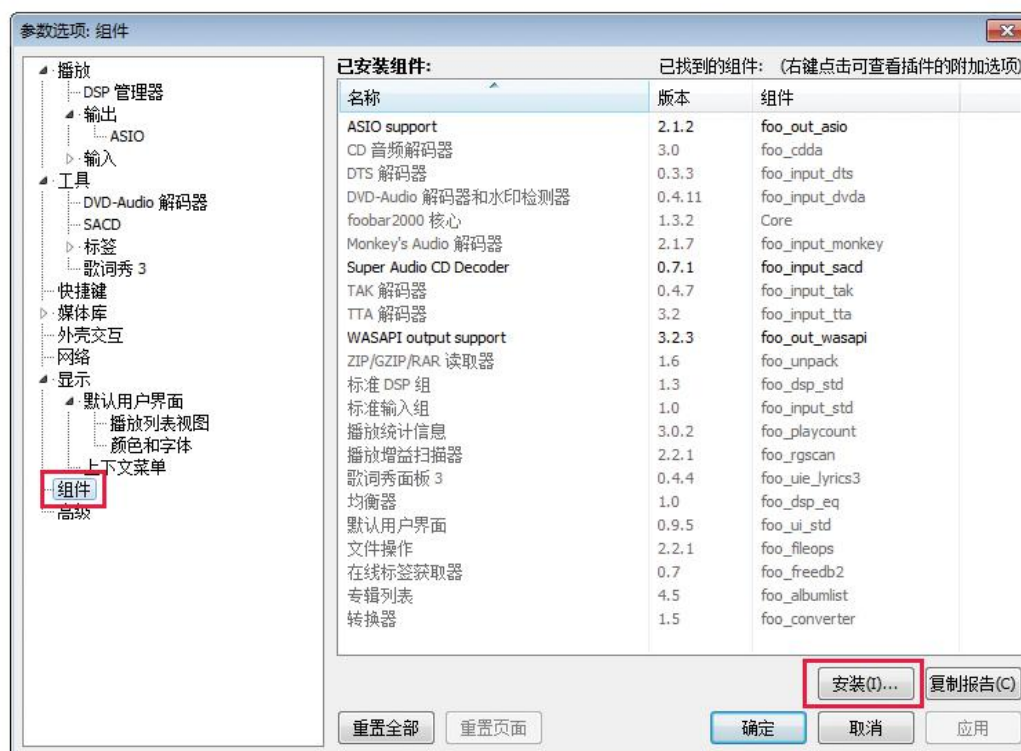 参数选项: 组件
播放
DSP 管理器
输出
ASIO
输入
工具
DVD-Audio 解码器
SACD
标签
歌词秀 3
快捷键
媒体库
外壳交互
网络
显示
默认用户界面
播放列表视图
颜色和字体
上下文菜单
组件
高级
已安装组件: 已找到的组件: (右键点击可查看插件的附加选项)
名称 版本 组件
ASIO support 2.1.2 foo_out_asio
CD 音频解码器 3.0 foo_cdda
DTS 解码器 0.3.3 foo_input_dts
DVD-Audio 解码器和水印检测器 0.4.11 foo_input_dvda
foobar2000 核心 1.3.2 Core
Monkey's Audio 解码器 2.1.7 foo_input_monkey
Super Audio CD Decoder 0.7.1 foo_input_sacd
TAK 解码器 0.4.7 foo_input_tak
TTA 解码器 3.2 foo_input_tta
WASAPI output support 3.2.3 foo_out_wasapi
ZIP/GZIP/RAR 读取器 1.6 foo_unpack
标准 DSP 组 1.3 foo_dsp_std
标准输入组 1.0 foo_input_std
播放统计信息 3.0.2 foo_playcount
播放增益扫描器 2.2.1 foo_rgscan
歌词秀面板 3 0.4.4 foo_uie_lyrics3
均衡器 1.0 foo_dsp_eq
默认用户界面 0.9.5 foo_ui_std
文件操作 2.2.1 foo_fileops
在线标签获取器 0.7 foo_freedb2
专辑列表 4.5 foo_albumlist
转换器 1.5 foo_converter
安装(I)... 复制报告(C)
重置全部 重置页面 确定 取消 应用